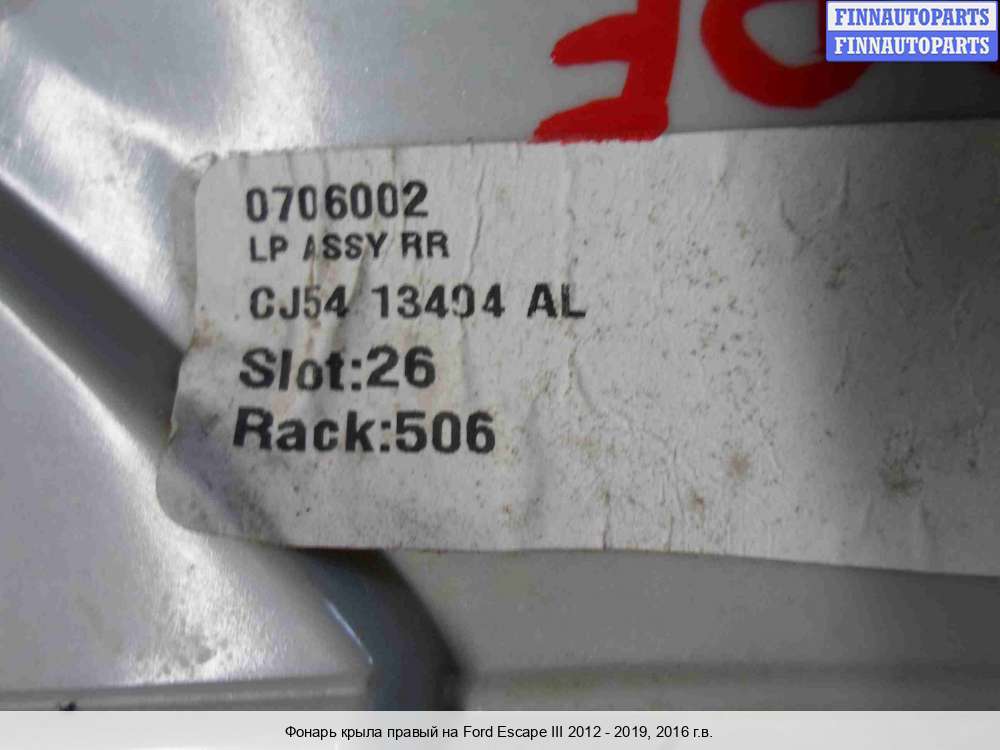 FINNAUTOPARTS
FINNAUTOPARTS
0706002
LP ASSY RR
CJ54 13404 AL
Slot:26
Rack:506
Фонарь крыла правый на Ford Escape III 2012 - 2019, 2016 г.в.